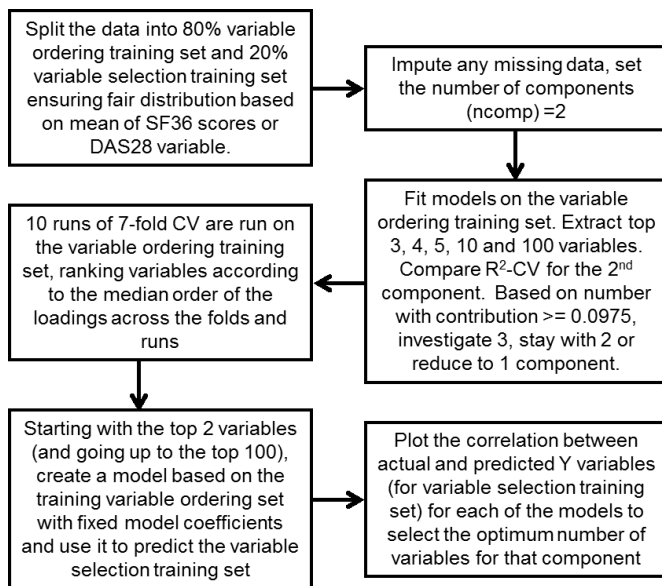 Split the data into 80% variable
ordering training set and 20%
variable selection training set
ensuring fair distribution based
on mean of SF36 scores or
DAS28 variable.
Impute any missing data, set
the number of components
(ncomp) =2
Fit models on the variable
ordering training set. Extract top
3, 4, 5, 10 and 100 variables.
Compare R²-CV for the 2ⁿᵈ
component. Based on number
with contribution >= 0.0975,
investigate 3, stay with 2 or
reduce to 1 component.
10 runs of 7-fold CV are run on
the variable ordering training
set, ranking variables according
to the median order of the
loadings across the folds and
runs
Starting with the top 2 variables
(and going up to the top 100),
create a model based on the
training variable ordering set
with fixed model coefficients
and use it to predict the variable
selection training set
Plot the correlation between
actual and predicted Y variables
(for variable selection training
set) for each of the models to
select the optimum number of
variables for that component